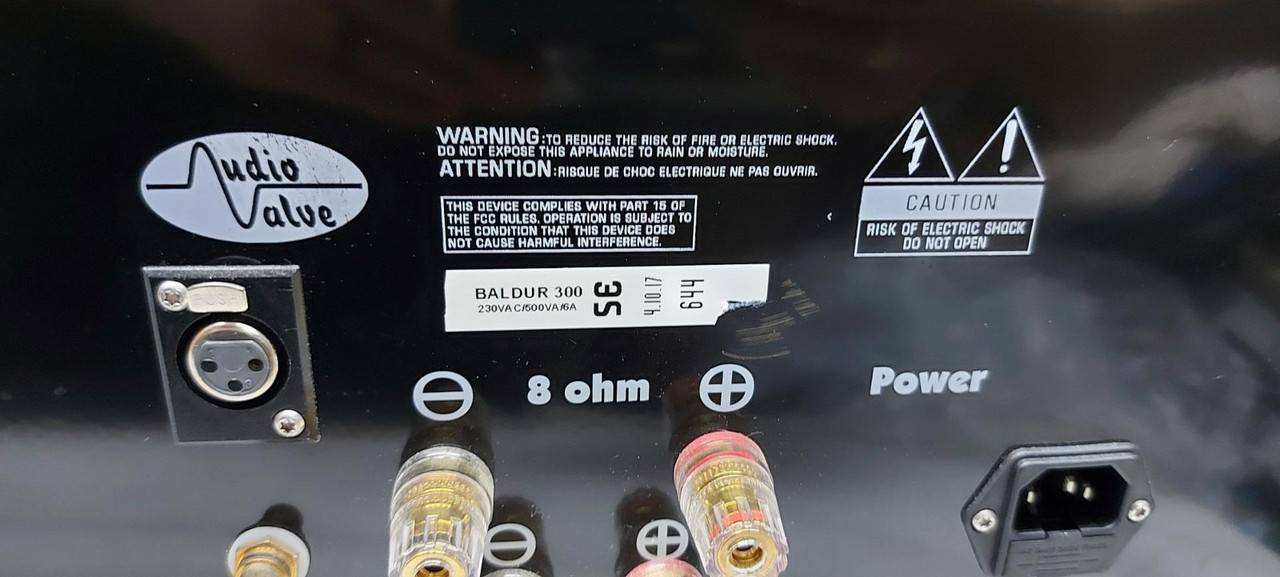 Audio
Valve
WARNING:TO REDUCE THE RISK OF FIRE OR ELECTRIC SHOCK.
DO NOT EXPOSE THIS APPLIANCE TO RAIN OR MOISTURE.
ATTENTION:RISQUE DE CHOC ELECTRIQUE NE PAS OUVRIR.
THIS DEVICE COMPLIES WITH PART 15 OF
THE FCC RULES. OPERATION IS SUBJECT TO
THE CONDITION THAT THIS DEVICE DOES
NOT CAUSE HARMFUL INTERFERENCE.
CAUTION
RISK OF ELECTRIC SHOCK
DO NOT OPEN
PUSH
BALDUR 300
230VAC/500VA/6A
35
4.10.17
644
8 ohm
Power